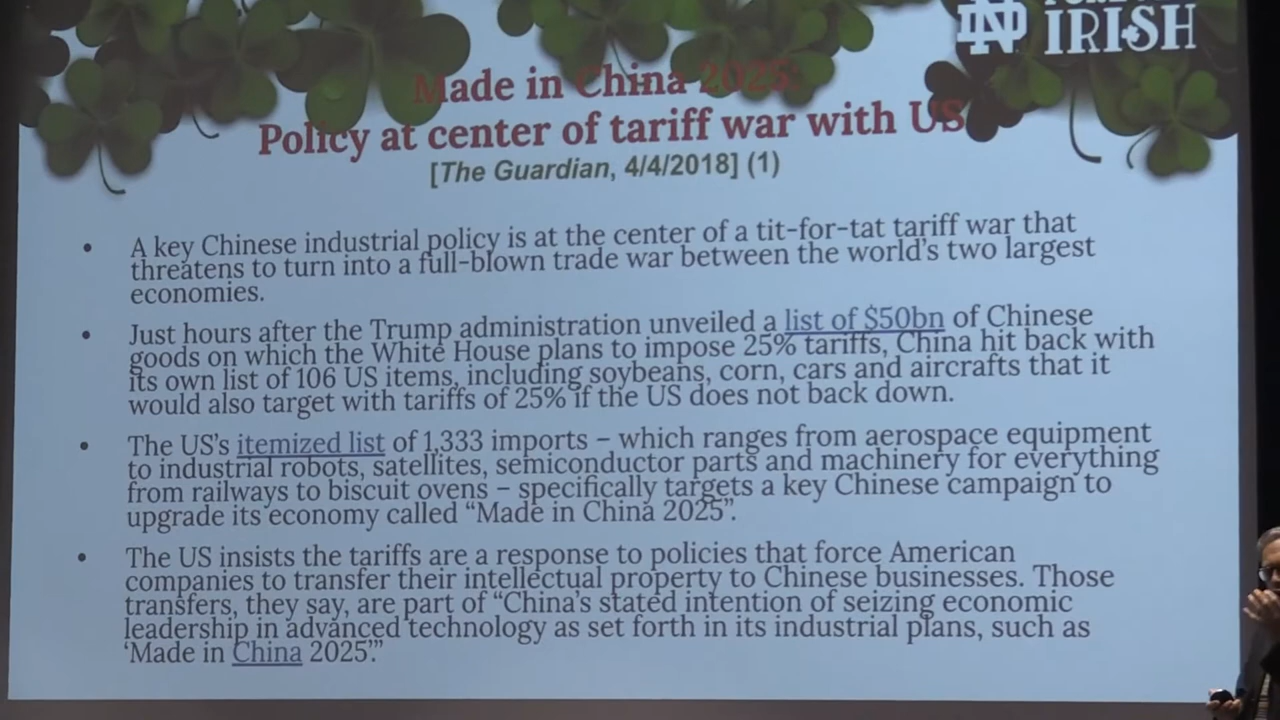 ND
IRISH
Made in China 2025:
Policy at center of tariff war with US
[The Guardian, 4/4/2018] (1)
• A key Chinese industrial policy is at the center of a tit-for-tat tariff war that
threatens to turn into a full-blown trade war between the world's two largest
economies.
• Just hours after the Trump administration unveiled a list of $50bn of Chinese
goods on which the White House plans to impose 25% tariffs, China hit back with
its own list of 106 US items, including soybeans, corn, cars and aircrafts that it
would also target with tariffs of 25% if the US does not back down.
• The US's itemized list of 1,333 imports – which ranges from aerospace equipment
to industrial robots, satellites, semiconductor parts and machinery for everything
from railways to biscuit ovens – specifically targets a key Chinese campaign to
upgrade its economy called “Made in China 2025”.
• The US insists the tariffs are a response to policies that force American
companies to transfer their intellectual property to Chinese businesses. Those
transfers, they say, are part of “China's stated intention of seizing economic
leadership in advanced technology as set forth in its industrial plans, such as
‘Made in China 2025’.”